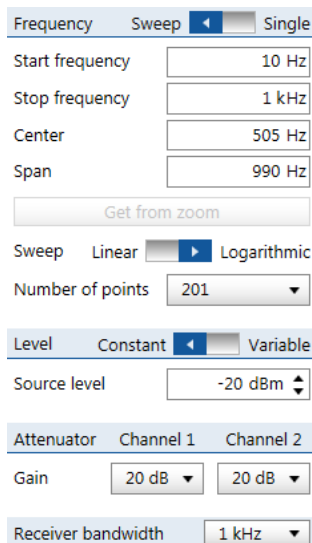 Frequency Sweep Single
Start frequency 10 Hz
Stop frequency 1 kHz
Center 505 Hz
Span 990 Hz
Get from zoom
Sweep Linear Logarithmic
Number of points 201
Level Constant Variable
Source level -20 dBm
Attenuator Channel 1 Channel 2
Gain 20 dB 20 dB
Receiver bandwidth 1 kHz